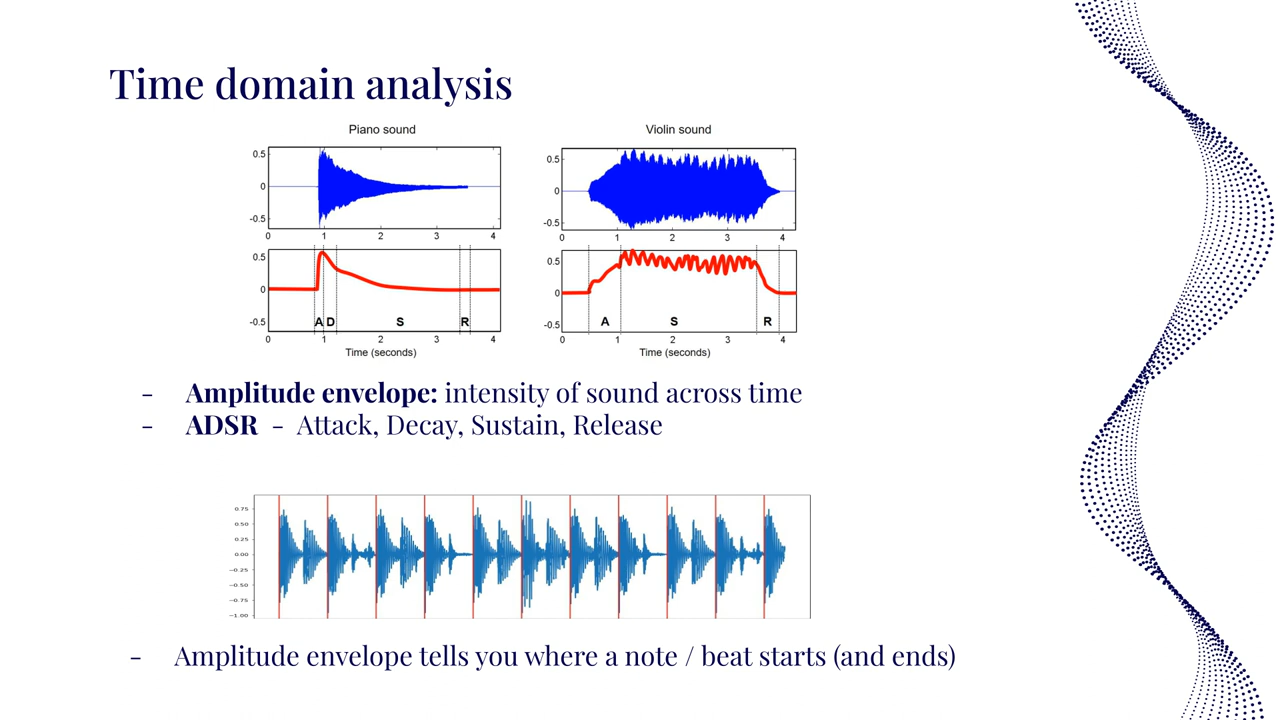 Time domain analysis
Piano sound
Violin sound
0.5
0
-0.5
0 1 2 3 4
0.5
0
-0.5
0 1 2 3 4
0.5
0
-0.5
A D S R
0 1 2 3 4
Time (seconds)
0.5
0
-0.5
A S R
0 1 2 3 4
Time (seconds)
- Amplitude envelope: intensity of sound across time
- ADSR - Attack, Decay, Sustain, Release
0.75
0.50
0.25
0.00
−0.25
−0.50
−0.75
−1.00
- Amplitude envelope tells you where a note / beat starts (and ends)